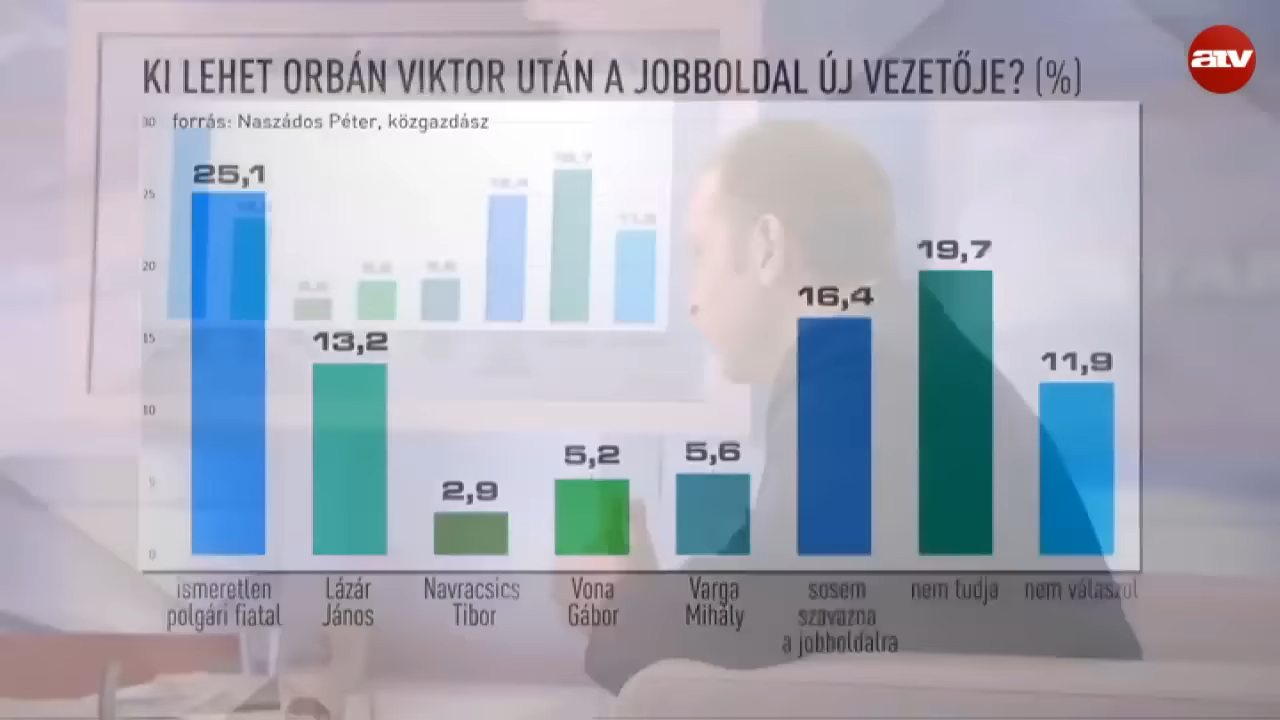 atv
KI LEHET ORBÁN VIKTOR UTÁN A JOBBOLDAL ÚJ VEZETŐJE? (%)
forrás: Naszádos Péter, közgazdász
30
25
20
15
10
5
0
25,1
13,2
2,9
5,2
5,6
16,4
19,7
11,9
ismeretlen
polgári fiatal
Lázár
János
Navracsics
Tibor
Vona
Gábor
Varga
Mihály
sosem
szavazna
a jobboldalra
nem tudja
nem válaszol